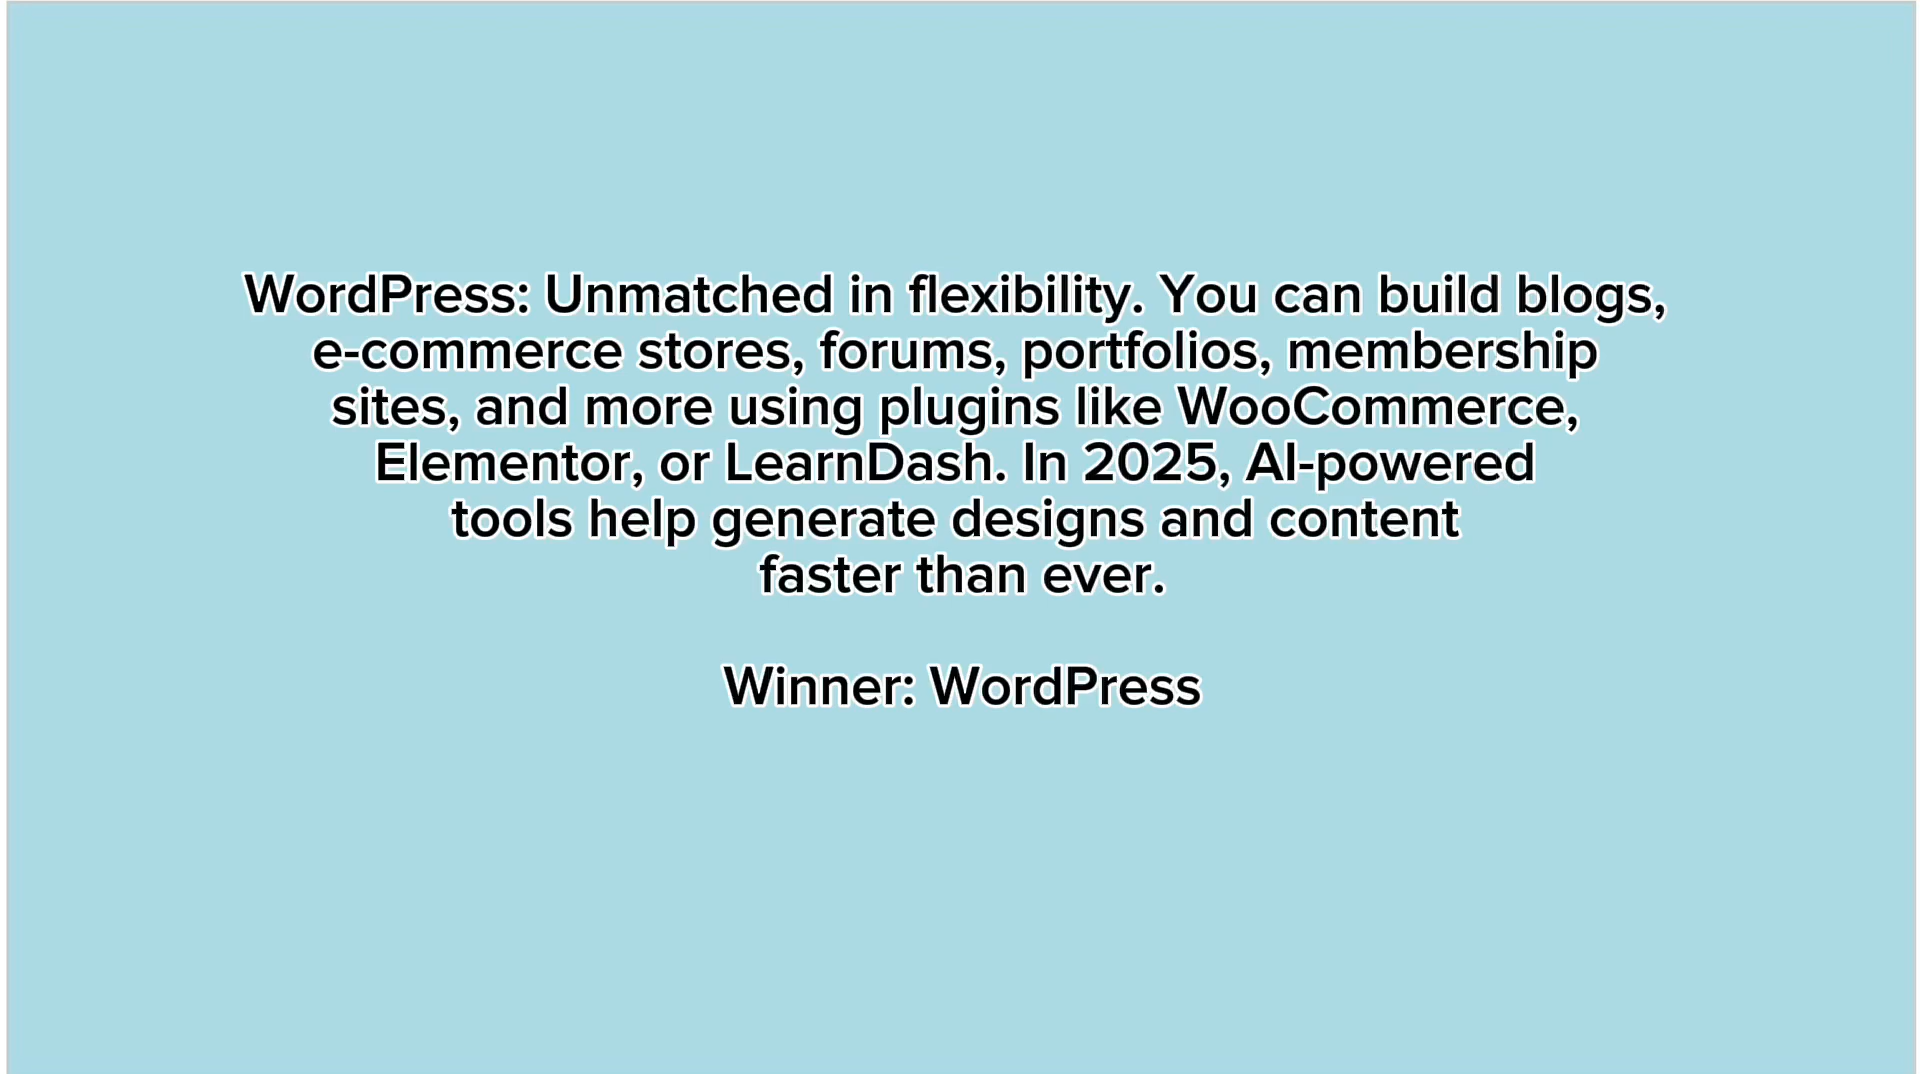 WordPress: Unmatched in flexibility. You can build blogs,
e-commerce stores, forums, portfolios, membership
sites, and more using plugins like WooCommerce,
Elementor, or LearnDash. In 2025, AI-powered
tools help generate designs and content
faster than ever.
Winner: WordPress